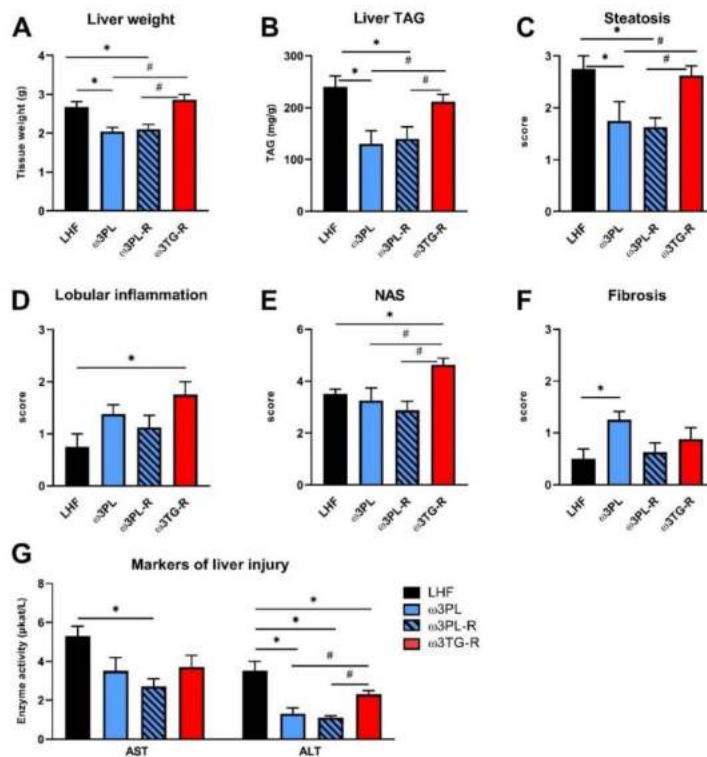 A Liver weight
Tissue weight (g)
4
3
2
1
0
* * # #
LHF ω3PL ω3PL-R ω3TG-R
B Liver TAG
TAG (mg/g)
300
200
100
0
* * # #
LHF ω3PL ω3PL-R ω3TG-R
C Steatosis
score
3
2
1
0
* * # #
LHF ω3PL ω3PL-R ω3TG-R
D Lobular inflammation
score
3
2
1
0
*
LHF ω3PL ω3PL-R ω3TG-R
E NAS
score
6
4
2
0
* # #
LHF ω3PL ω3PL-R ω3TG-R
F Fibrosis
score
3
2
1
0
*
LHF ω3PL ω3PL-R ω3TG-R
G Markers of liver injury
Enzyme activity (µkat/L)
8
6
4
2
0
* * * * # #
AST ALT
LHF
ω3PL
ω3PL-R
ω3TG-R